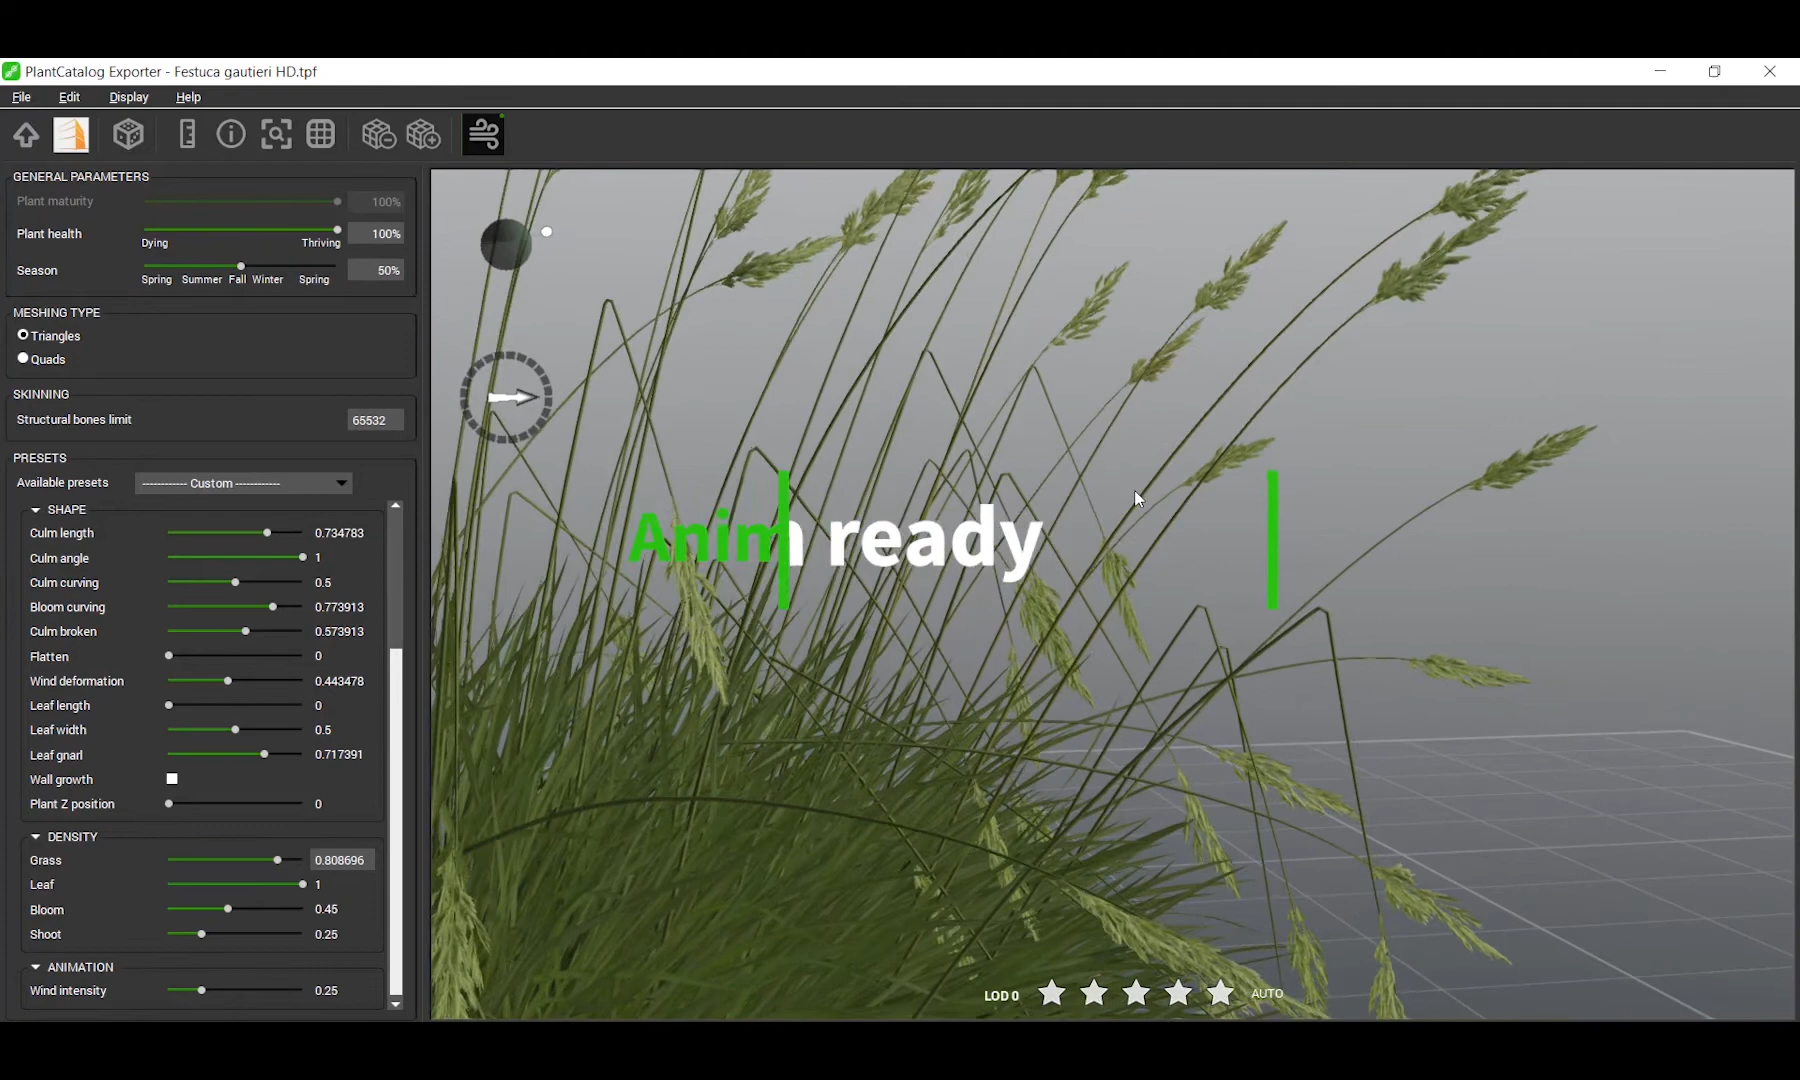 PlantCatalog Exporter - Festuca gautieri HD.tpf
File Edit Display Help
GENERAL PARAMETERS
Plant maturity 100%
Plant health 100%
Dying Thriving
Season 50%
Spring Summer Fall Winter Spring
MESHING TYPE
Triangles
Quads
SKINNING
Structural bones limit 65532
PRESETS
Available presets ------------ Custom ------------
SHAPE
Culm length 0.734783
Culm angle 1
Culm curving 0.5
Bloom curving 0.773913
Culm broken 0.573913
Flatten 0
Wind deformation 0.443478
Leaf length 0
Leaf width 0.5
Leaf gnarl 0.717391
Wall growth
Plant Z position 0
DENSITY
Grass 0.808696
Leaf 1
Bloom 0.45
Shoot 0.25
ANIMATION
Wind intensity 0.25
ready
LOD 0 AUTO